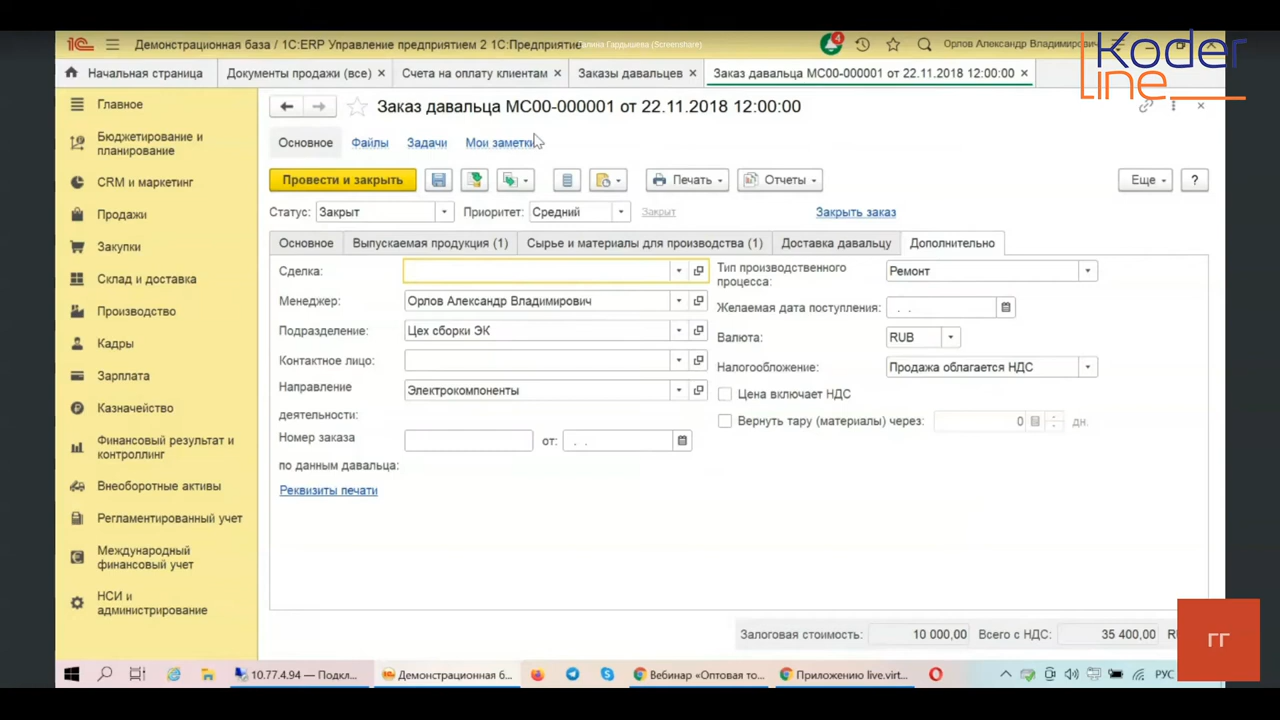 Демонстрационная база / 1С:ERP Управление предприятием 2 1С:Предприятие
Гардышева (Screenshare)
4
Орлов Александр Владимирович
Koder
line
Начальная страница
Документы продажи (все) ×
Счета на оплату клиентам ×
Заказы давальцев ×
Заказ давальца МС00-000001 от 22.11.2018 12:00:00 ×
Главное
Бюджетирование и
планирование
CRM и маркетинг
Продажи
Закупки
Склад и доставка
Производство
Кадры
Зарплата
Казначейство
Финансовый результат и
контроллинг
Внеоборотные активы
Регламентированный учет
Международный
финансовый учет
НСИ и
администрирование
Заказ давальца МС00-000001 от 22.11.2018 12:00:00
Основное Файлы Задачи Мои заметки
Провести и закрыть Печать Отчеты Еще ?
Статус: Закрыт Приоритет: Средний Закрыт Закрыть заказ
Основное Выпускаемая продукция (1) Сырье и материалы для производства (1) Доставка давальцу Дополнительно
Сделка:
Менеджер: Орлов Александр Владимирович
Подразделение: Цех сборки ЭК
Контактное лицо:
Направление Электрокомпоненты
деятельности:
Номер заказа от: . .
по данным давальца:
Реквизиты печати
Тип производственного Ремонт
процесса:
Желаемая дата поступления: . .
Валюта: RUB
Налогообложение: Продажа облагается НДС
Цена включает НДС
Вернуть тару (материалы) через: 0 дн.
Залоговая стоимость: 10 000,00 Всего с НДС: 35 400,00
ГГ
10.77.4.94 — Подкл...
Демонстрационная б...
Вебинар «Оптовая то...
Приложению live.virt...
РУС